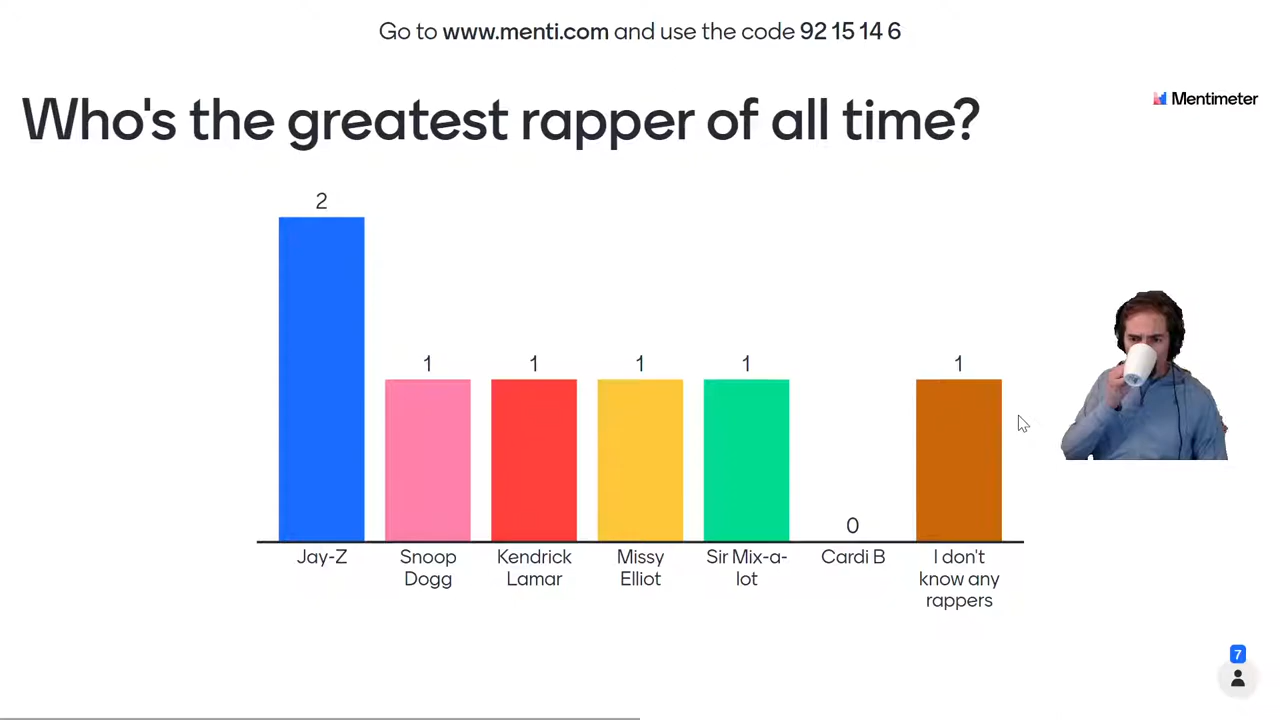 Go to www.menti.com and use the code 92 15 14 6
Who's the greatest rapper of all time?
Mentimeter
2
1
1
1
1
0
1
Jay-Z
Snoop
Dogg
Kendrick
Lamar
Missy
Elliot
Sir Mix-a-
lot
Cardi B
I don't
know any
rappers
7